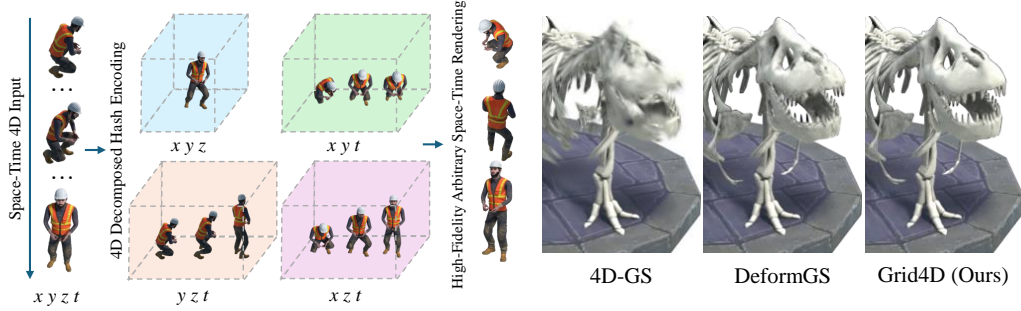 Space-Time 4D Input
. . .
. . .
x y z t
4D Decomposed Hash Encoding
x y z
x y t
y z t
x z t
High-Fidelity Arbitrary Space-Time Rendering
4D-GS
DeformGS
Grid4D (Ours)